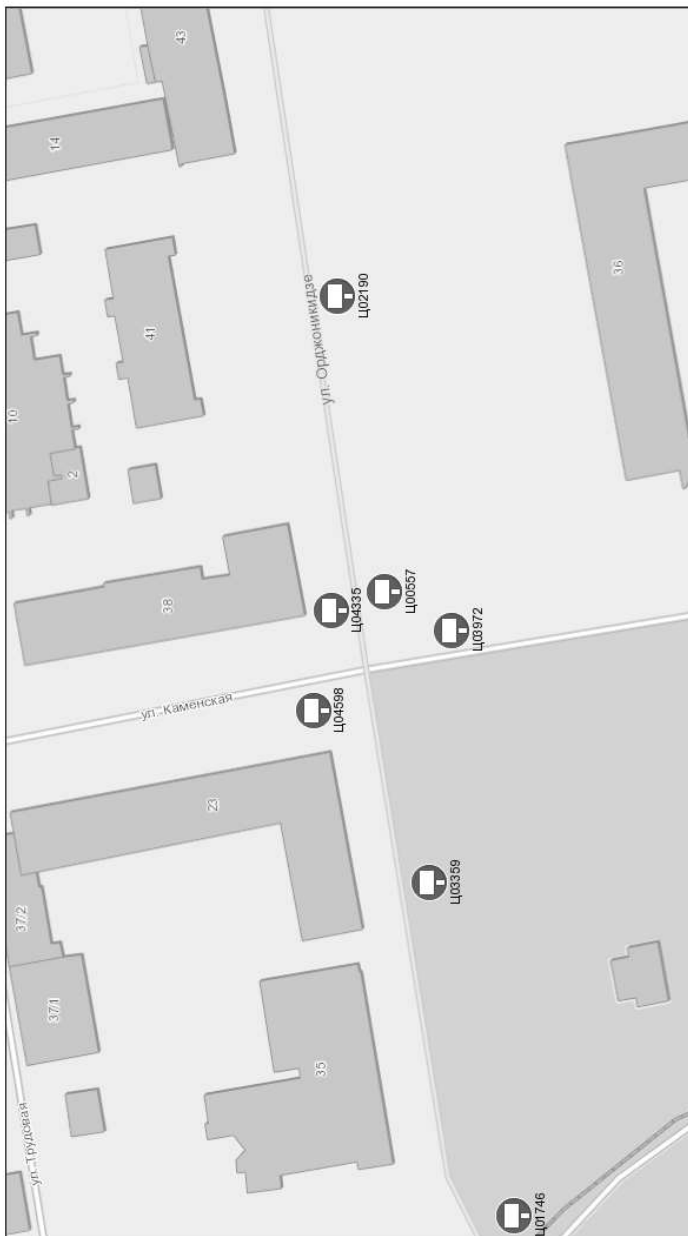 43
14
41
10
2
36
ул. Орджоникидзе
Ц02190
38
Ц04335
Ц00557
Ц03972
ул. Каменская
Ц04598
23
37/2
37/1
Ц03359
35
ул. Трудовая
Ц01746